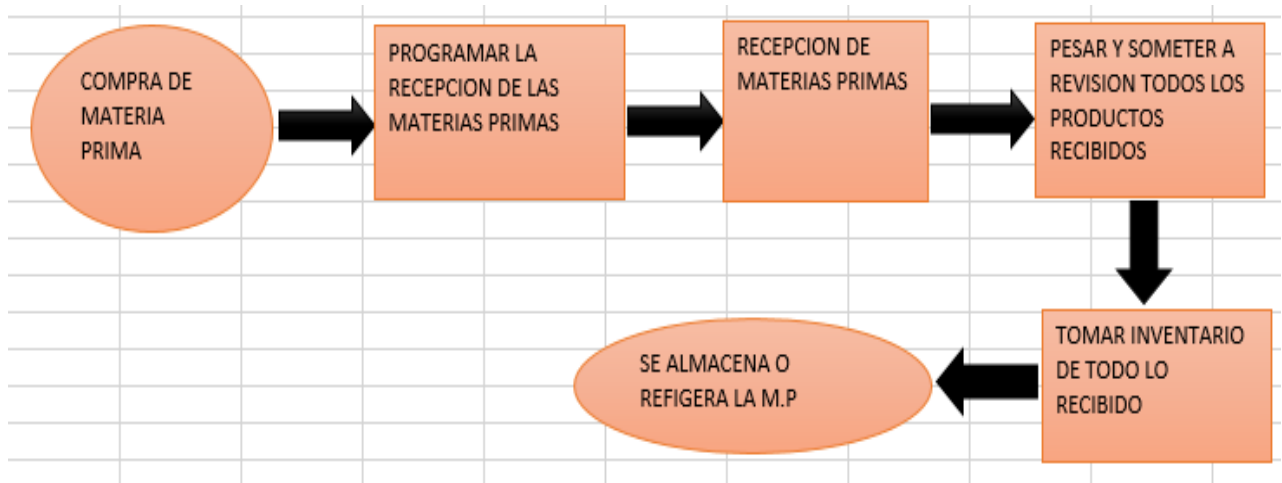 COMPRA DE
MATERIA
PRIMA
PROGRAMAR LA
RECEPCION DE LAS
MATERIAS PRIMAS
RECEPCION DE
MATERIAS PRIMAS
PESAR Y SOMETER A
REVISION TODOS LOS
PRODUCTOS
RECIBIDOS
TOMAR INVENTARIO
DE TODO LO
RECIBIDO
SE ALMACENA O
REFIGERA LA M.P